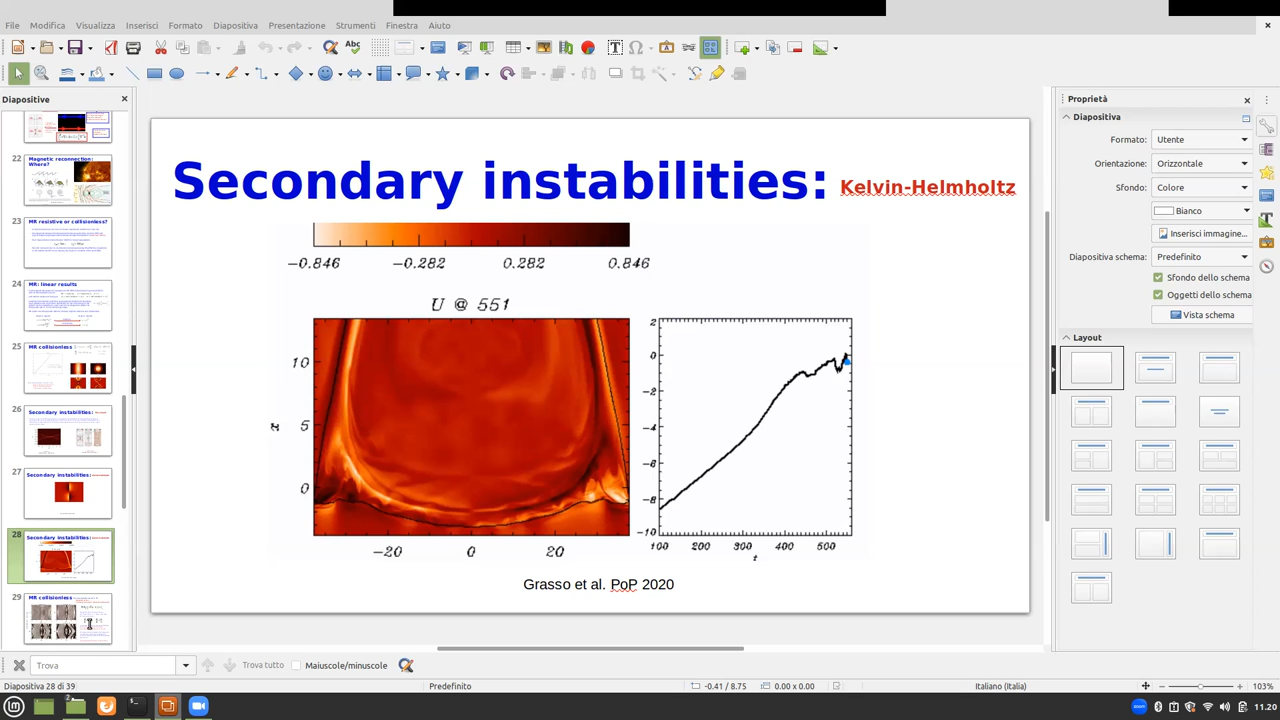 File Modifica Visualizza Inserisci Formato Diapositiva Presentazione Strumenti Finestra Aiuto
Diapositive
22
Magnetic reconnection: Where?
23
MR resistive or collisionless?
24
MR: linear results
25
MR collisionless
26
Secondary instabilities:
27
Secondary instabilities:
28
Secondary instabilities:
29
MR collisionless
Secondary instabilities: Kelvin-Helmholtz
−0.846 −0.282 0.282 0.846
U @ 551
10
5
0
x
−20 0 20
2
0
−2
−4
−6
−8
−10
100 200 300 400 500
t
Grasso et al. PoP 2020
Proprietà
Diapositiva
Formato: Utente
Orientazione: Orizzontale
Sfondo: Colore
Bianco
Inserisci immagine...
Diapositiva schema: Predefinito
Sfondo dello schema
Oggetti dello schema
Vista schema
Layout
Trova
Trova tutto
Maiuscole/minuscole
Diapositiva 28 di 39
Predefinito
-0.41 / 8.75
0.00 x 0.00
Italiano (Italia)
103%
zoom
11.20